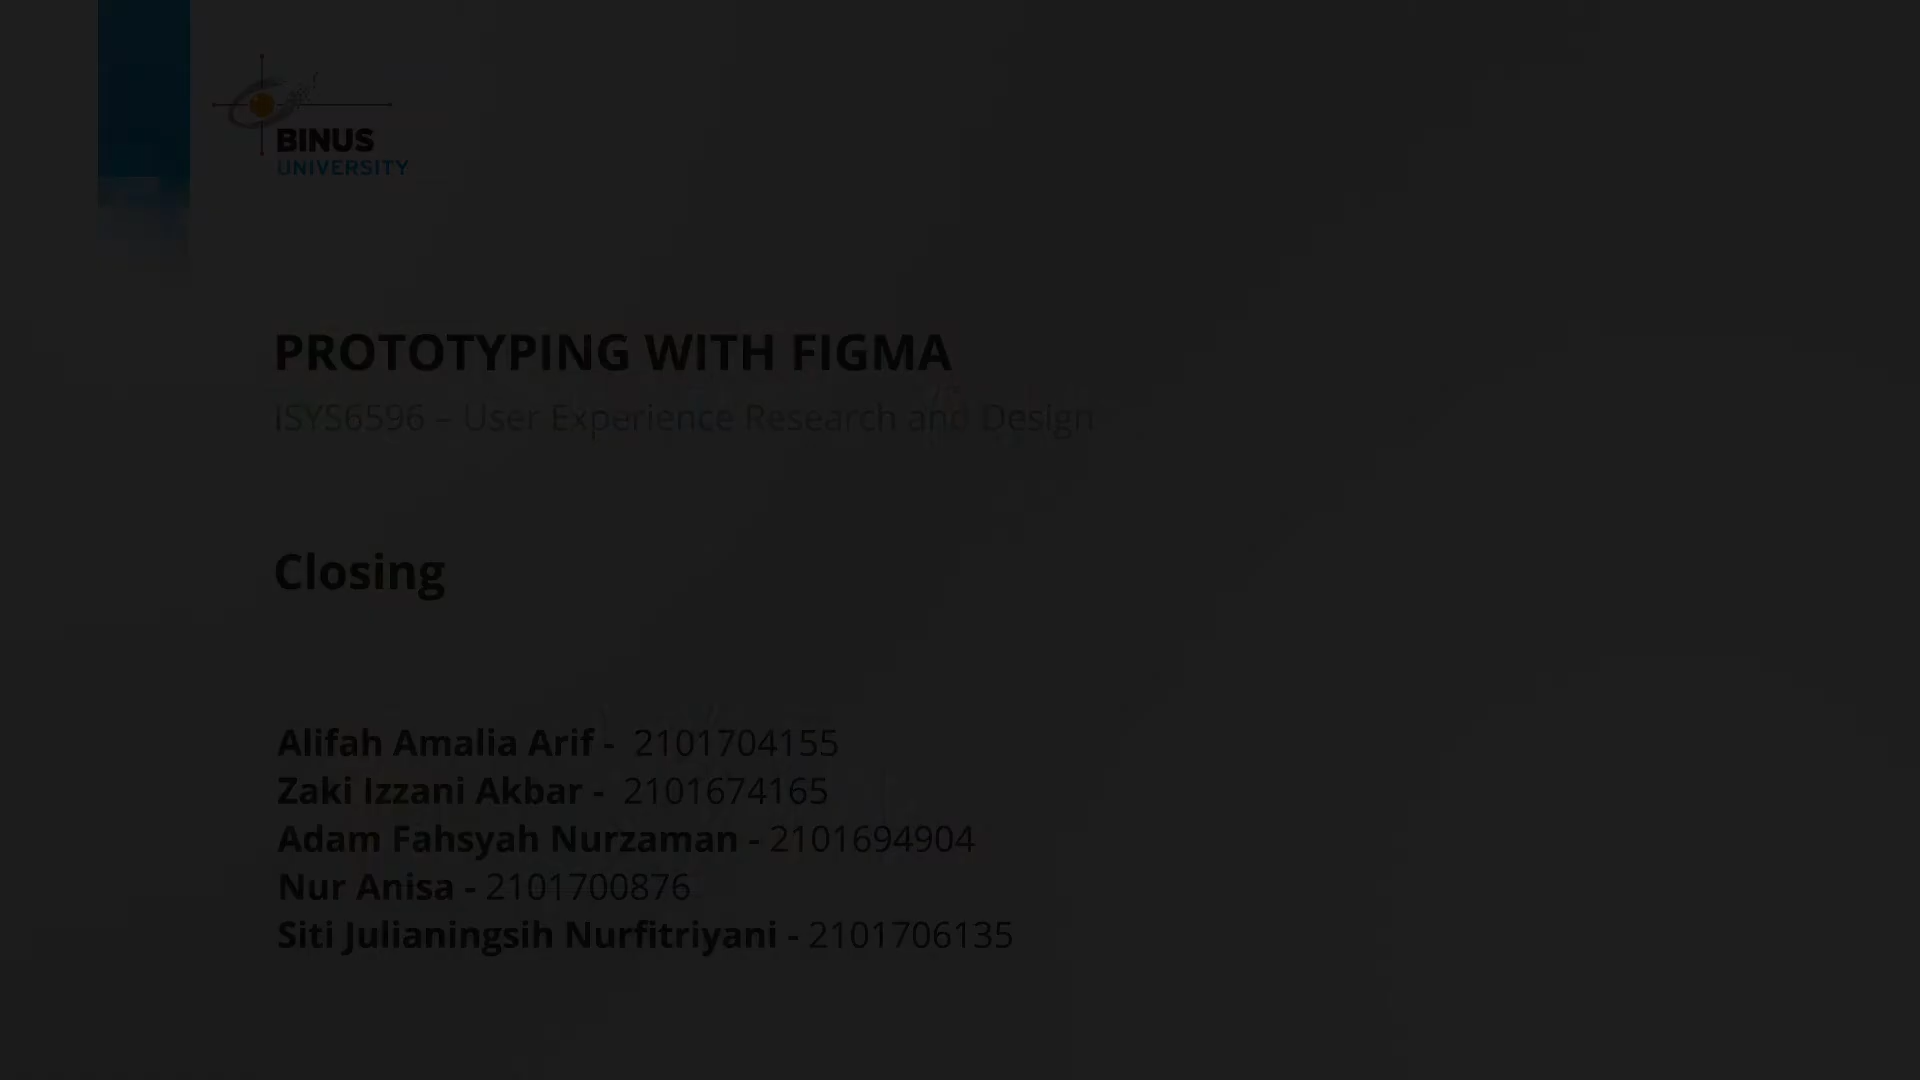 BINUS
UNIVERSITY
PROTOTYPING WITH FIGMA
ISYS6596 – User Experience Research and Design
Closing
Alifah Amalia Arif - 2101704155
Zaki Izzani Akbar - 2101674165
Adam Fahsyah Nurzaman - 2101694904
Nur Anisa - 2101700876
Siti Julianingsih Nurfitriyani - 2101706135